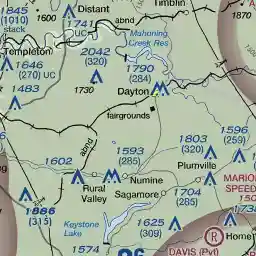 1845
(1010)
stack
Distant
Timblin
1741
UC
abnd
Mahoning
Creek Res
Templeton
2042
(320)
1646
(270) UC
1790
(284)
1483
1730
Dayton
fairgrounds
abnd
1593
(285)
1803
(320)
1596
(259)
1602
Plumville
Numine
Rural
Valley
Sagamore
1704
(285)
MARION
SPEED
1886
(315)
Keystone
Lake
1625
(309)
1574
R
Home
DAVIS (Pvt)